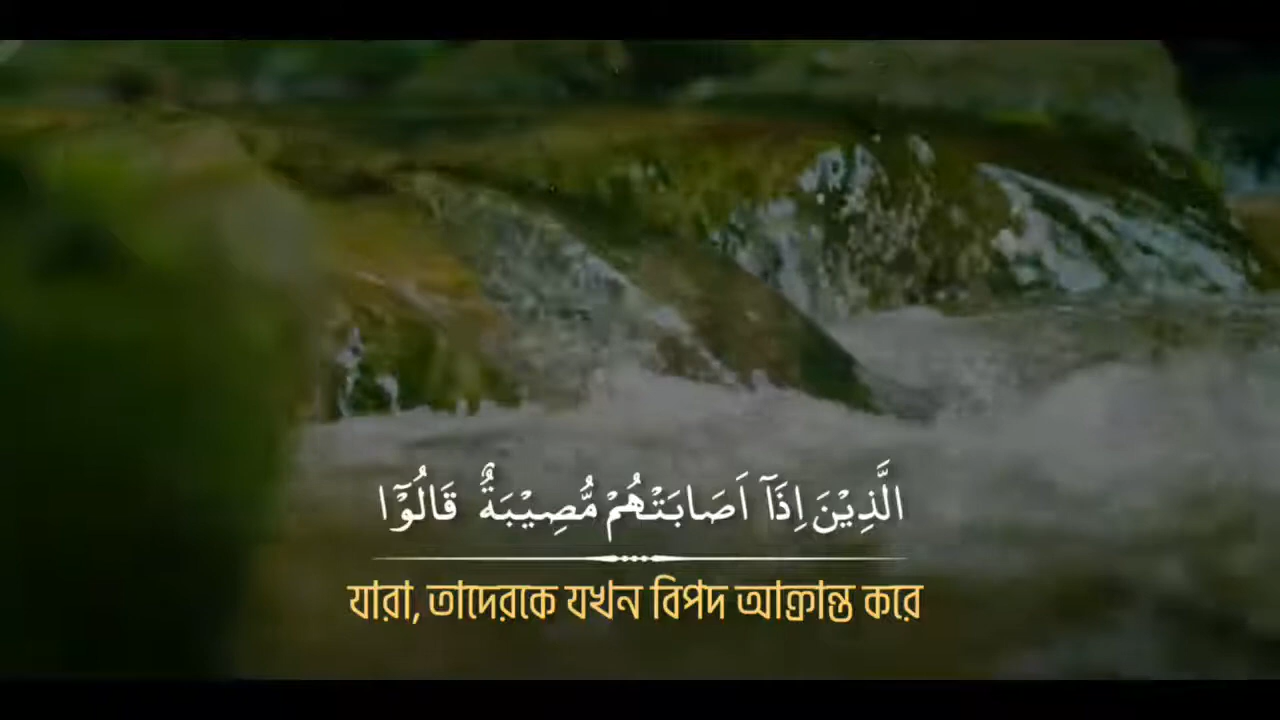 الَّذِيْنَ اِذَآ اَصَابَتْهُمْ مُّصِيْبَةٌ قَالُوْٓا
যারা, তাদেরকে যখন বিপদ আক্রান্ত করে